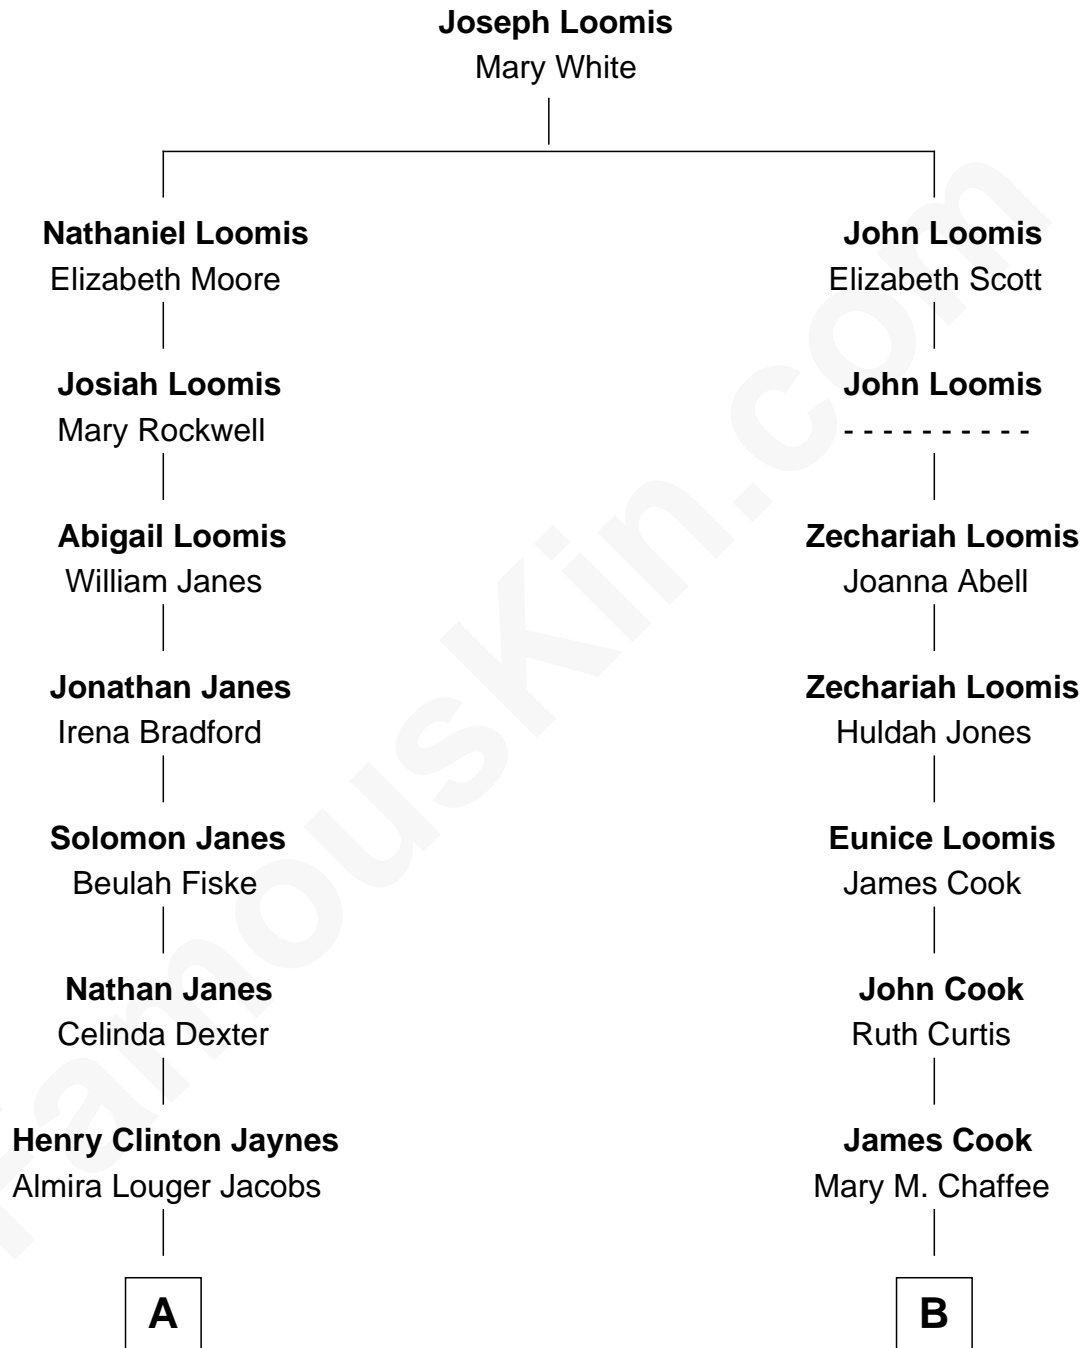 Joseph Loomis
Mary White
Nathaniel Loomis
Elizabeth Moore
John Loomis
Elizabeth Scott
Josiah Loomis
Mary Rockwell
John Loomis
- - - - - - - - - -
Abigail Loomis
William Janes
Zechariah Loomis
Joanna Abell
Jonathan Janes
Irena Bradford
Zechariah Loomis
Huldah Jones
Solomon Janes
Beulah Fiske
Eunice Loomis
James Cook
Nathan Janes
Celinda Dexter
John Cook
Ruth Curtis
Henry Clinton Jaynes
Almira Louger Jacobs
James Cook
Mary M. Chaffee
A
B
FamousKin.com